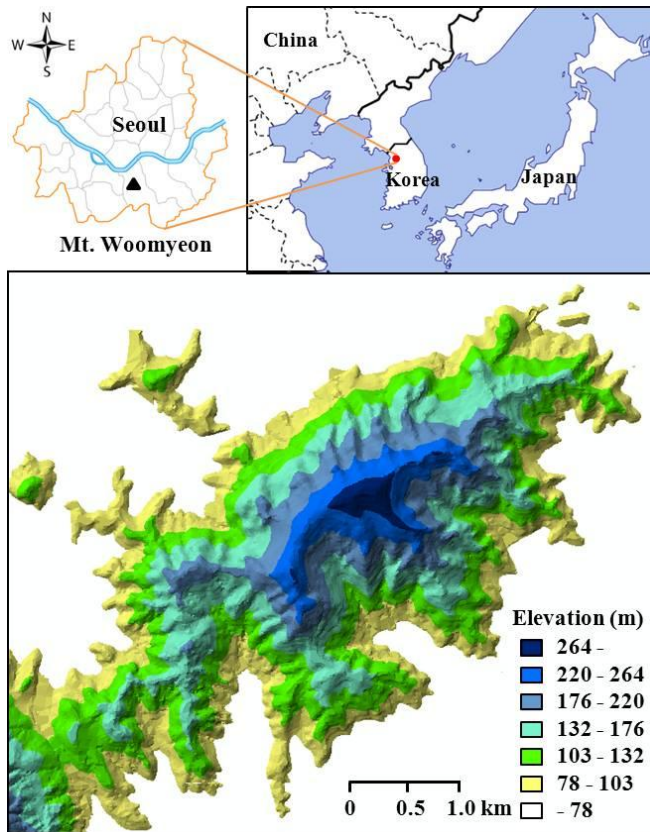 N
W E
S
Seoul
Mt. Woomyeon
China
Korea
Japan
Elevation (m)
264 -
220 - 264
176 - 220
132 - 176
103 - 132
78 - 103
- 78
0 0.5 1.0 km